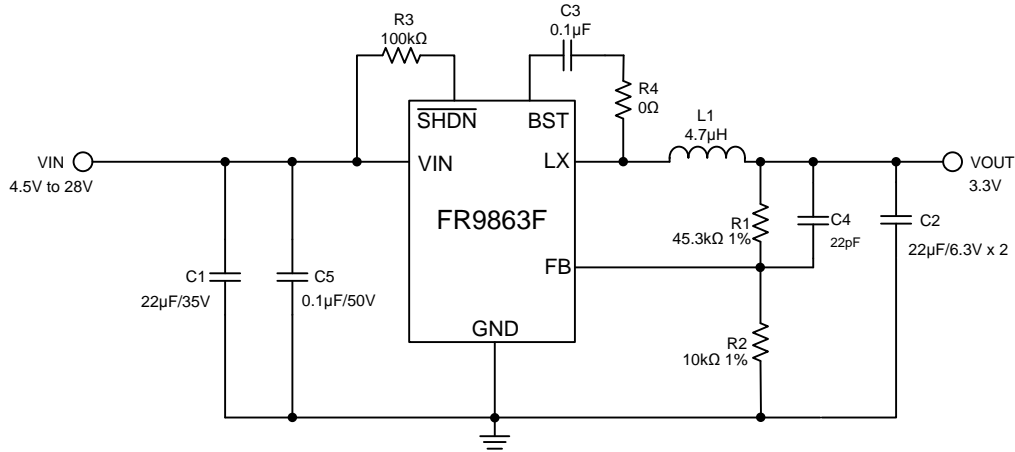 R3
100kΩ
C3
0.1μF
R4
0Ω
L1
4.7μH
SHDN
BST
VIN
4.5V to 28V
VIN
LX
VOUT
3.3V
FR9863F
R1
45.3kΩ 1%
C4
22pF
C2
22μF/6.3V x 2
FB
C1
22μF/35V
C5
0.1μF/50V
GND
R2
10kΩ 1%